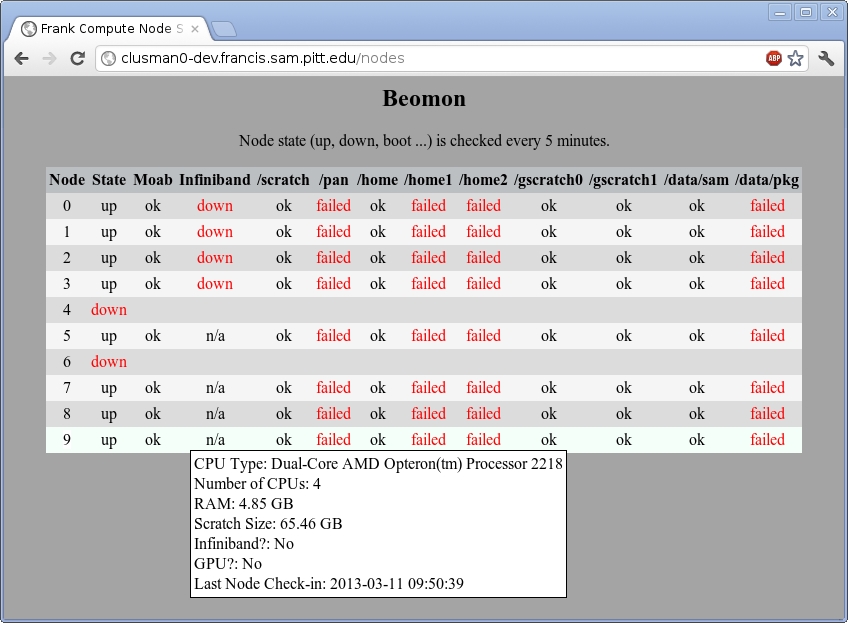 Frank Compute Node S
clusman0-dev.francis.sam.pitt.edu/nodes
ABP
Beomon
Node state (up, down, boot ...) is checked every 5 minutes.
Node State Moab Infiniband /scratch /pan /home /home1 /home2 /gscratch0 /gscratch1 /data/sam /data/pkg
0 up ok down ok failed ok failed failed ok ok ok failed
1 up ok down ok failed ok failed failed ok ok ok failed
2 up ok down ok failed ok failed failed ok ok ok failed
3 up ok down ok failed ok failed failed ok ok ok failed
4 down
5 up ok n/a ok failed ok failed failed ok ok ok failed
6 down
7 up ok n/a ok failed ok failed failed ok ok ok failed
8 up ok n/a ok failed ok failed failed ok ok ok failed
9 up ok n/a ok failed ok failed failed ok ok ok failed
CPU Type: Dual-Core AMD Opteron(tm) Processor 2218
Number of CPUs: 4
RAM: 4.85 GB
Scratch Size: 65.46 GB
Infiniband?: No
GPU?: No
Last Node Check-in: 2013-03-11 09:50:39